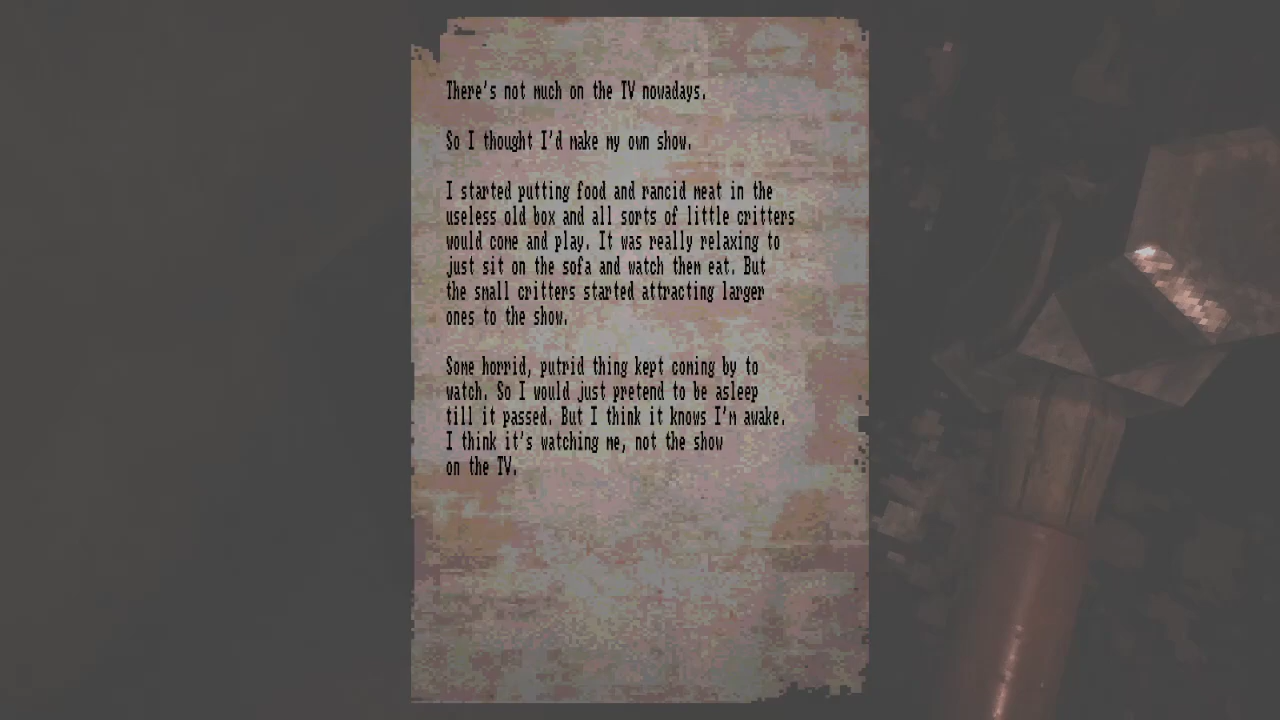 There's not much on the TV nowadays.
So I thought I'd make my own show.
I started putting food and rancid meat in the
useless old box and all sorts of little critters
would come and play. It was really relaxing to
just sit on the sofa and watch them eat. But
the small critters started attracting larger
ones to the show.
Some horrid, putrid thing kept coming by to
watch. So I would just pretend to be asleep
till it passed. But I think it knows I'm awake.
I think it's watching me, not the show
on the TV.